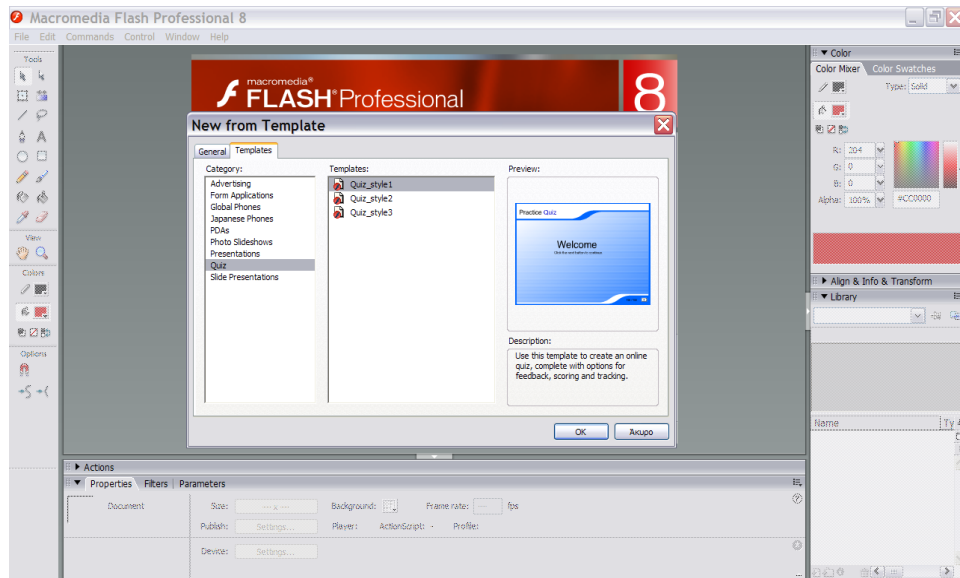 Macromedia Flash Professional 8
File Edit Commands Control Window Help
Tools
macromedia®
FLASH® Professional
8
New from Template
General Templates
Category:
Advertising
Form Applications
Global Phones
Japanese Phones
PDAs
Photo Slideshows
Presentations
Quiz
Slide Presentations
Templates:
Quiz_style1
Quiz_style2
Quiz_style3
Preview:
Practice Quiz
Welcome
Description:
Use this template to create an online
quiz, complete with options for
feedback, scoring and tracking.
OK Άκυρο
View
Colors
Options
Color
Color Mixer Color Swatches
Type: Solid
R: 204
G: 0
B: 0
Alpha: 100% #CC0000
Align & Info & Transform
Library
Name Ty
Actions
Properties Filters Parameters
Document Size: --- x --- Background: Frame rate: --- fps
Publish: Settings... Player: ActionScript: - Profile:
Device: Settings...